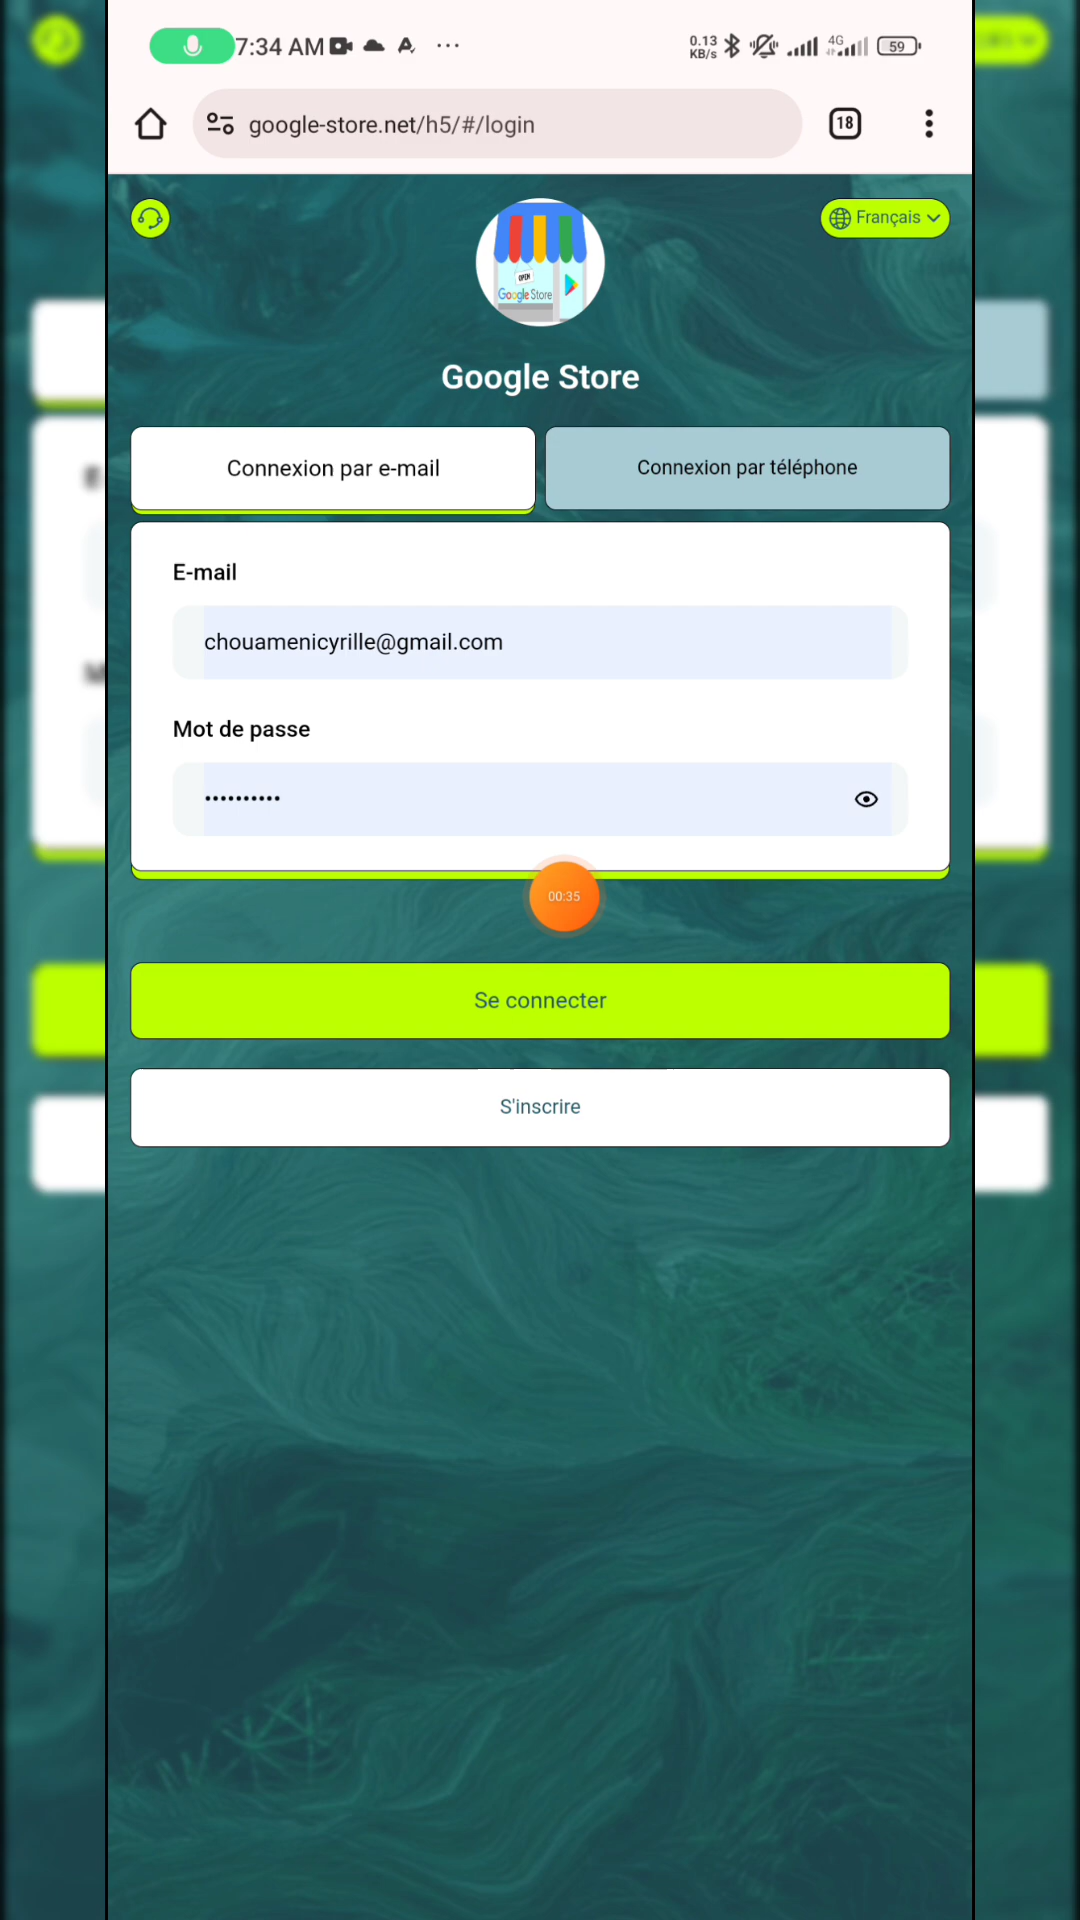 7:34 AM ...
0.13 KB/s 4G 59
google-store.net/h5/#/login
18
Français
OPEN
Google Store
Google Store
Connexion par e-mail
Connexion par téléphone
E-mail
chouamenicyrille@gmail.com
Mot de passe
••••••••••
00:35
Se connecter
S'inscrire